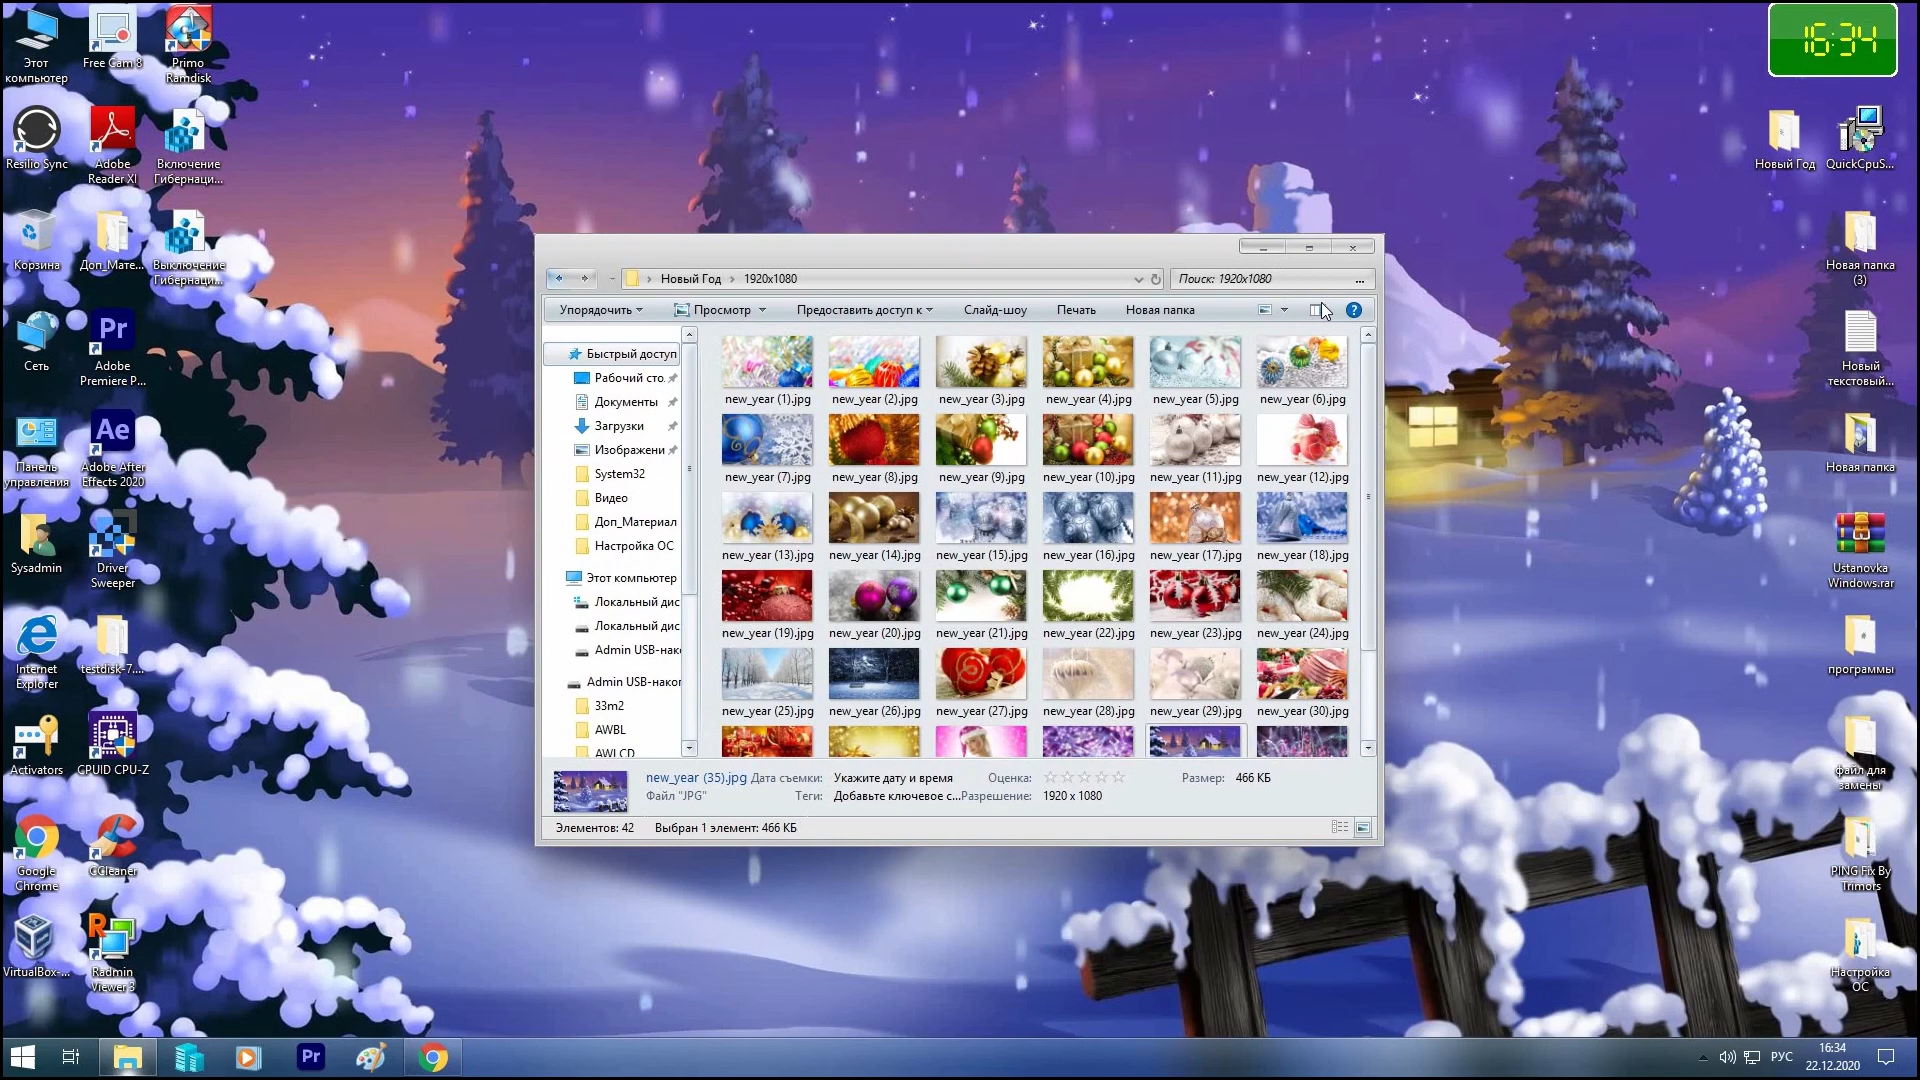 Этот
компьютер
Free Cam 8
Primo
Ramdisk
Resilio Sync
Adobe
Reader XI
Включение
Гибернаци...
Корзина
Доп_Мате...
Выключение
Гибернаци...
Сеть
Pr
Adobe
Premiere P...
Панель
управления
Ae
Adobe After
Effects 2020
Sysadmin
Driver
Sweeper
Internet
Explorer
testdisk-7....
Activators
CPUID CPU-Z
Google
Chrome
CCleaner
VirtualBox-...
Radmin
Viewer 3
16:34
Новый Год
QuickCpuS...
Новая папка
(3)
Новый
текстовый...
Новая папка
Ustanovka
Windows.rar
программы
файл для
замены
PING Fix By
Trimors
Настройка
ОС
Новый Год
1920x1080
Поиск: 1920x1080
Упорядочить
Просмотр
Предоставить доступ к
Слайд-шоу
Печать
Новая папка
Быстрый доступ
Рабочий сто.
Документы
Загрузки
Изображени
System32
Видео
Доп_Материал
Настройка ОС
Этот компьютер
Локальный дис
Локальный дис
Admin USB-нако
Admin USB-накоп
33m2
AWBL
AWLCD
new_year (1).jpg new_year (2).jpg new_year (3).jpg new_year (4).jpg new_year (5).jpg new_year (6).jpg
new_year (7).jpg new_year (8).jpg new_year (9).jpg new_year (10).jpg new_year (11).jpg new_year (12).jpg
new_year (13).jpg new_year (14).jpg new_year (15).jpg new_year (16).jpg new_year (17).jpg new_year (18).jpg
new_year (19).jpg new_year (20).jpg new_year (21).jpg new_year (22).jpg new_year (23).jpg new_year (24).jpg
new_year (25).jpg new_year (26).jpg new_year (27).jpg new_year (28).jpg new_year (29).jpg new_year (30).jpg
new_year (35).jpg Дата съемки: Укажите дату и время Оценка: Размер: 466 КБ
Файл "JPG" Теги: Добавьте ключевое с... Разрешение: 1920 x 1080
Элементов: 42 Выбран 1 элемент: 466 КБ
Pr
РУС
16:34
22.12.2020